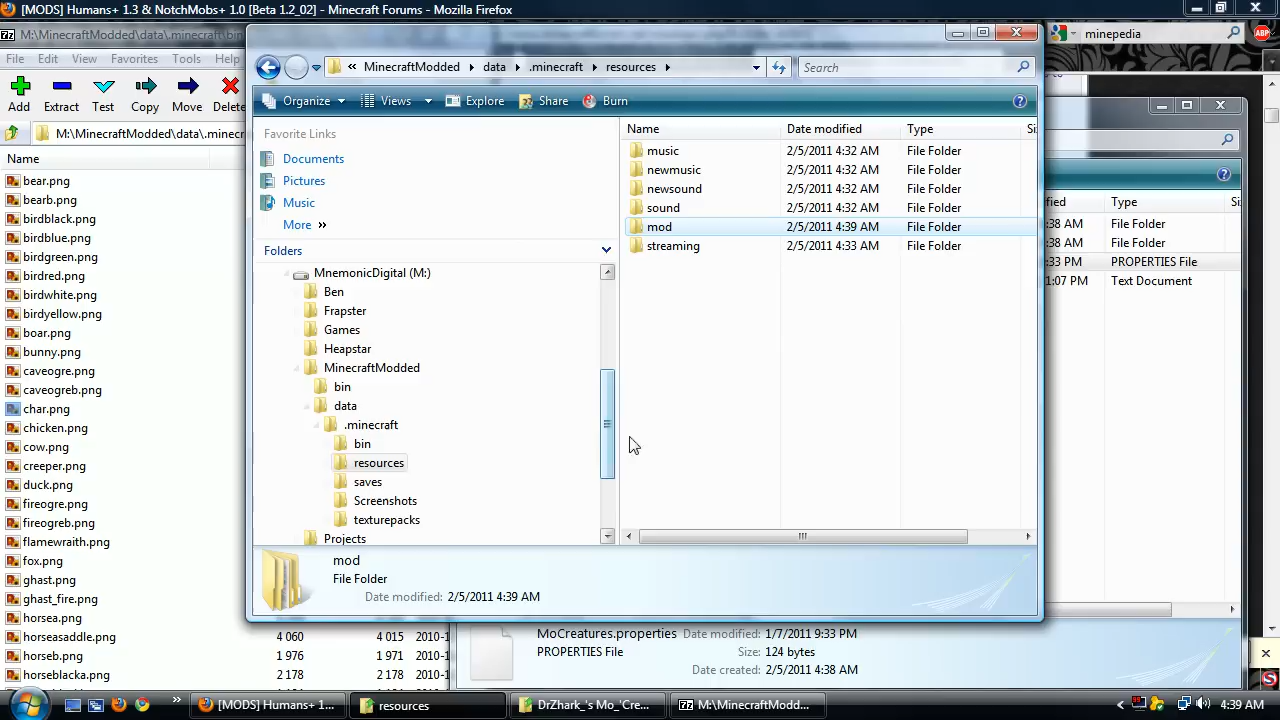 [MODS] Humans+ 1.3 & NotchMobs+ 1.0 [Beta 1.2_02] - Minecraft Forums - Mozilla Firefox
M:\MinecraftModded\data\.minecraft\bin
minepedia
ABP
File Edit View Favorites Tools Help
MinecraftModded data .minecraft resources
Search
Add Extract Test Copy Move Delete
Organize Views Explore Share Burn
M:\MinecraftModded\data\.minecr
Name
Favorite Links
Documents
Pictures
Music
More »
Folders
MnemonicDigital (M:)
Ben
Frapster
Games
Heapstar
MinecraftModded
bin
data
.minecraft
bin
resources
saves
Screenshots
texturepacks
Projects
Name Date modified Type Si
music 2/5/2011 4:32 AM File Folder
newmusic 2/5/2011 4:32 AM File Folder
newsound 2/5/2011 4:32 AM File Folder
sound 2/5/2011 4:32 AM File Folder
mod 2/5/2011 4:39 AM File Folder
streaming 2/5/2011 4:33 AM File Folder
mod
File Folder
Date modified: 2/5/2011 4:39 AM
fied Type Si
:38 AM File Folder
:38 AM File Folder
:33 PM PROPERTIES File
1:07 PM Text Document
bear.png
bearb.png
birdblack.png
birdblue.png
birdgreen.png
birdred.png
birdwhite.png
birdyellow.png
boar.png
bunny.png
caveogre.png
caveogreb.png
char.png
chicken.png
cow.png
creeper.png
duck.png
fireogre.png
fireogreb.png
flamewraith.png
fox.png
ghast.png
ghast_fire.png
horsea.png
horseasaddle.png 4 060 4 015 2010-1
horseb.png 1 976 1 971 2010-1
horseblacka.png 2 178 2 178 2010-1
MoCreatures.properties Date modified: 1/7/2011 9:33 PM
PROPERTIES File Size: 124 bytes
Date created: 2/5/2011 4:38 AM
[MODS] Humans+ 1... resources DrZhark_'s Mo_'Cre... M:\MinecraftModd... 4:39 AM